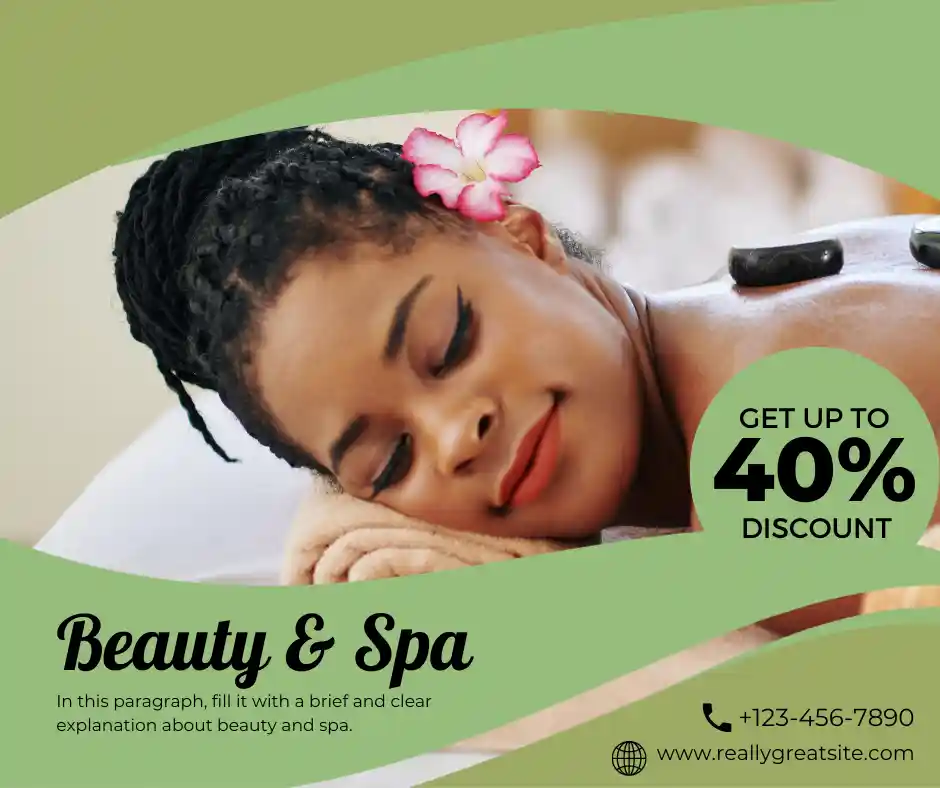 GET UP TO
40%
DISCOUNT
Beauty & Spa
In this paragraph, fill it with a brief and clear
explanation about beauty and spa.
+123-456-7890
www.reallygreatsite.com